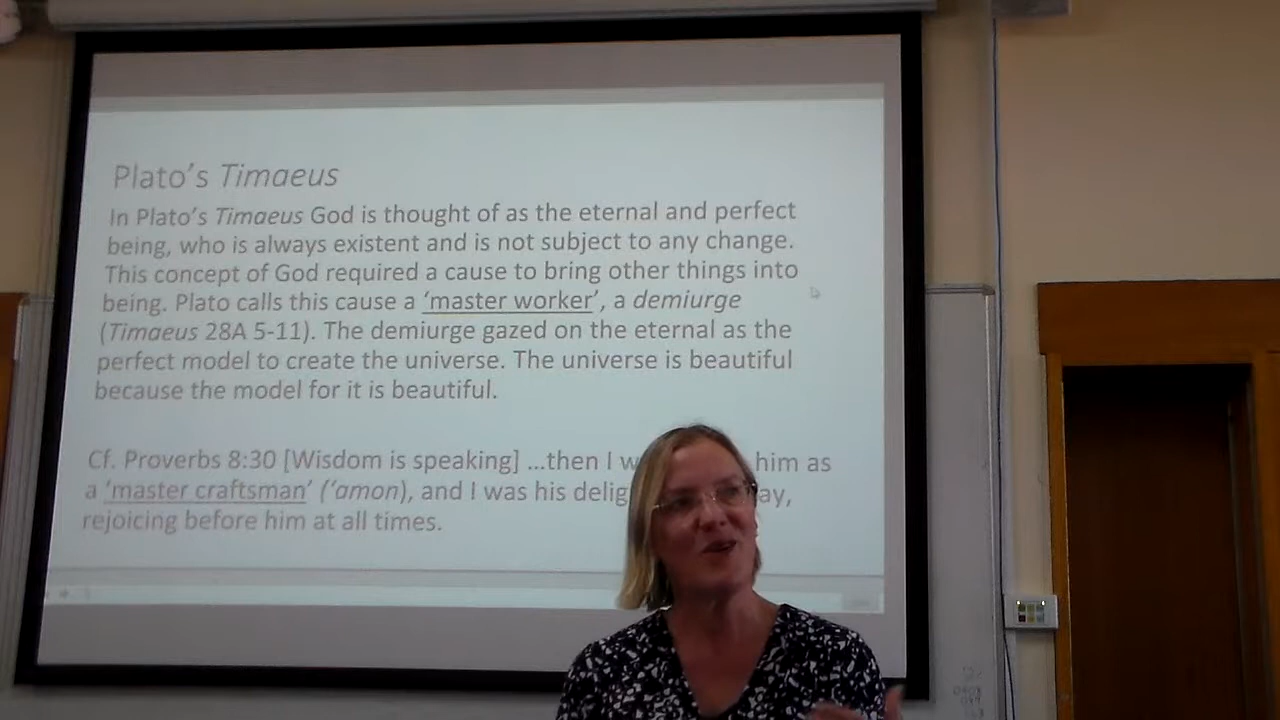 Plato's Timaeus
In Plato's Timaeus God is thought of as the eternal and perfect
being, who is always existent and is not subject to any change.
This concept of God required a cause to bring other things into
being. Plato calls this cause a ‘master worker’, a demiurge
(Timaeus 28A 5-11). The demiurge gazed on the eternal as the
perfect model to create the universe. The universe is beautiful
because the model for it is beautiful.
Cf. Proverbs 8:30 [Wisdom is speaking] ...then I him as
a ‘master craftsman’ (‘amon), and I was his
rejoicing before him at all times.